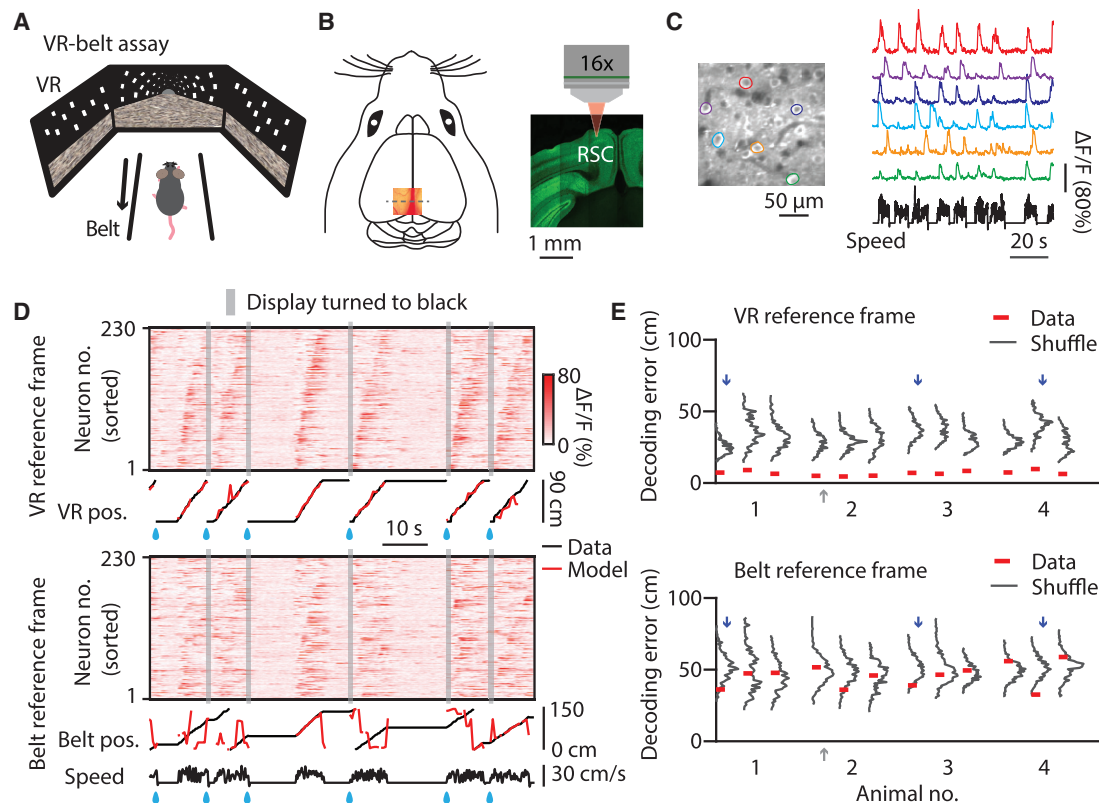 A
VR-belt assay
VR
Belt
B
16x
RSC
1 mm
C
50 µm
Speed
20 s
ΔF/F (80%)
D
Display turned to black
VR reference frame
Neuron no.
(sorted)
230
1
80
0
ΔF/F (%)
VR pos.
90 cm
10 s
Data
Model
Belt reference frame
Neuron no.
(sorted)
230
1
Belt pos.
150
0 cm
Speed
30 cm/s
E
VR reference frame
Data
Shuffle
Decoding error (cm)
100
50
0
1 2 3 4
Belt reference frame
Data
Shuffle
Decoding error (cm)
100
50
0
1 2 3 4
Animal no.